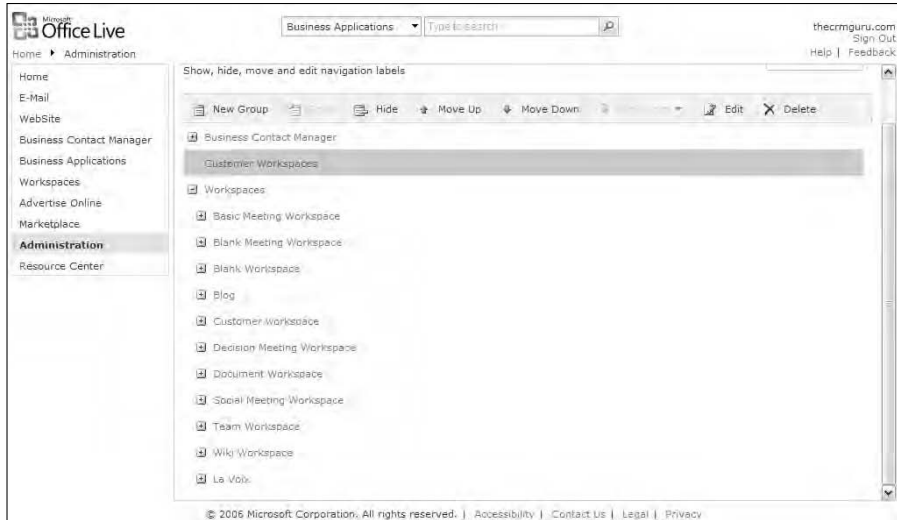 Microsoft
Office Live
Business Applications
Type to search
thecrmguru.com
Sign Out
Help | Feedback
Home ▸ Administration
Home
E-Mail
WebSite
Business Contact Manager
Business Applications
Workspaces
Advertise Online
Marketplace
Administration
Resource Center
Show, hide, move and edit navigation labels
New Group Hide Move Up Move Down Edit Delete
Business Contact Manager
Customer Workspaces
Workspaces
Basic Meeting Workspace
Blank Meeting Workspace
Blank Workspace
Blog
Customer Workspace
Decision Meeting Workspace
Document Workspace
Social Meeting Workspace
Team Workspace
Wiki Workspace
La Voix
© 2006 Microsoft Corporation. All rights reserved. | Accessibility | Contact Us | Legal | Privacy